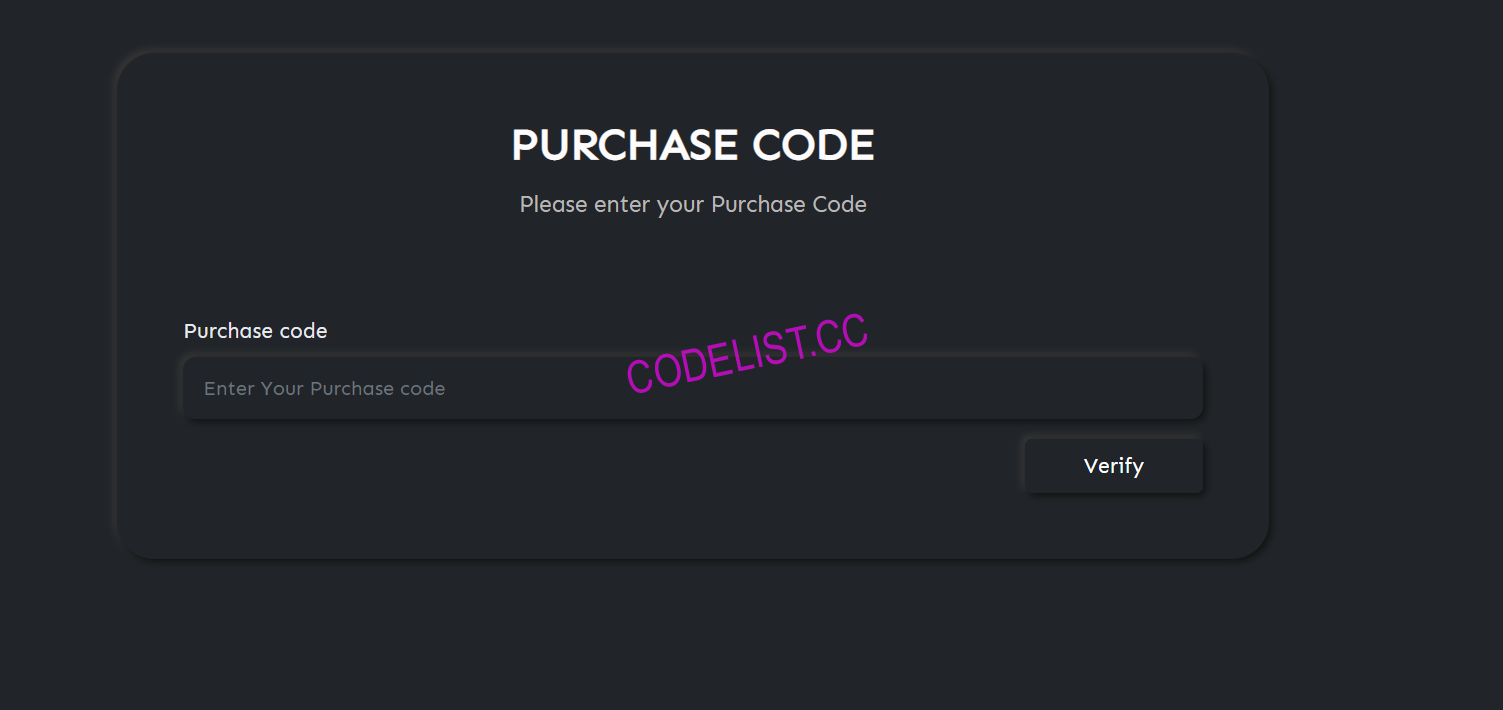 PURCHASE CODE
Please enter your Purchase Code
Purchase code
CODELIST.CC
Enter Your Purchase code
Verify